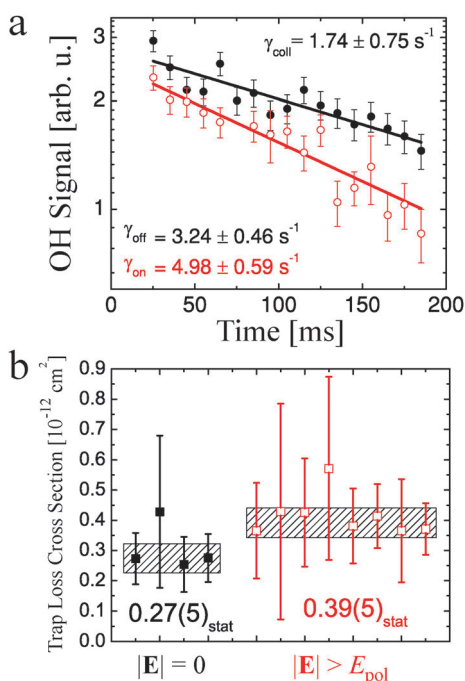 a
γcoll = 1.74 ± 0.75 s⁻¹
OH Signal [arb. u.]
3
2
1
γoff = 3.24 ± 0.46 s⁻¹
γon = 4.98 ± 0.59 s⁻¹
0 50 100 150 200
Time [ms]
b
Trap Loss Cross Section [10⁻¹² cm²]
0.9
0.8
0.7
0.6
0.5
0.4
0.3
0.2
0.1
0.0
0.27(5)stat
0.39(5)stat
|E| = 0
|E| > Epol